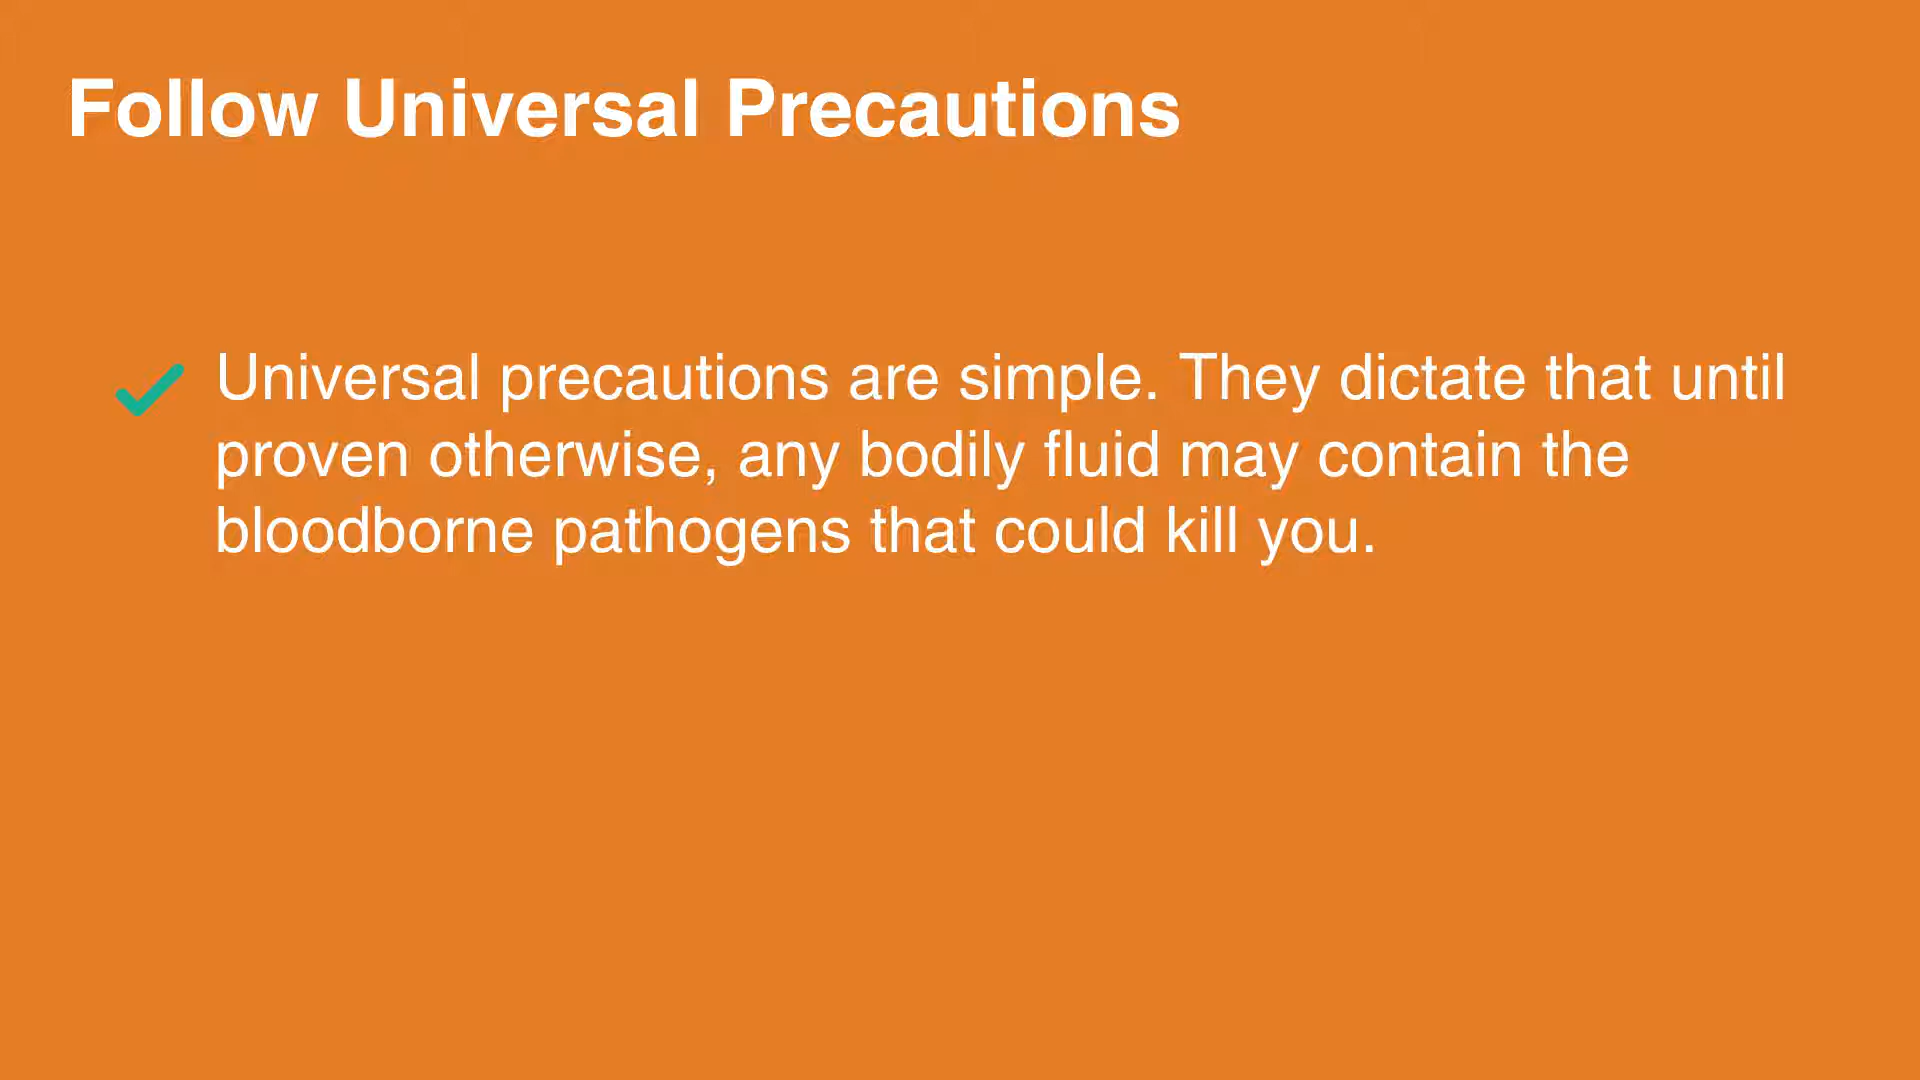 Follow Universal Precautions
Universal precautions are simple. They dictate that until
proven otherwise, any bodily fluid may contain the
bloodborne pathogens that could kill you.